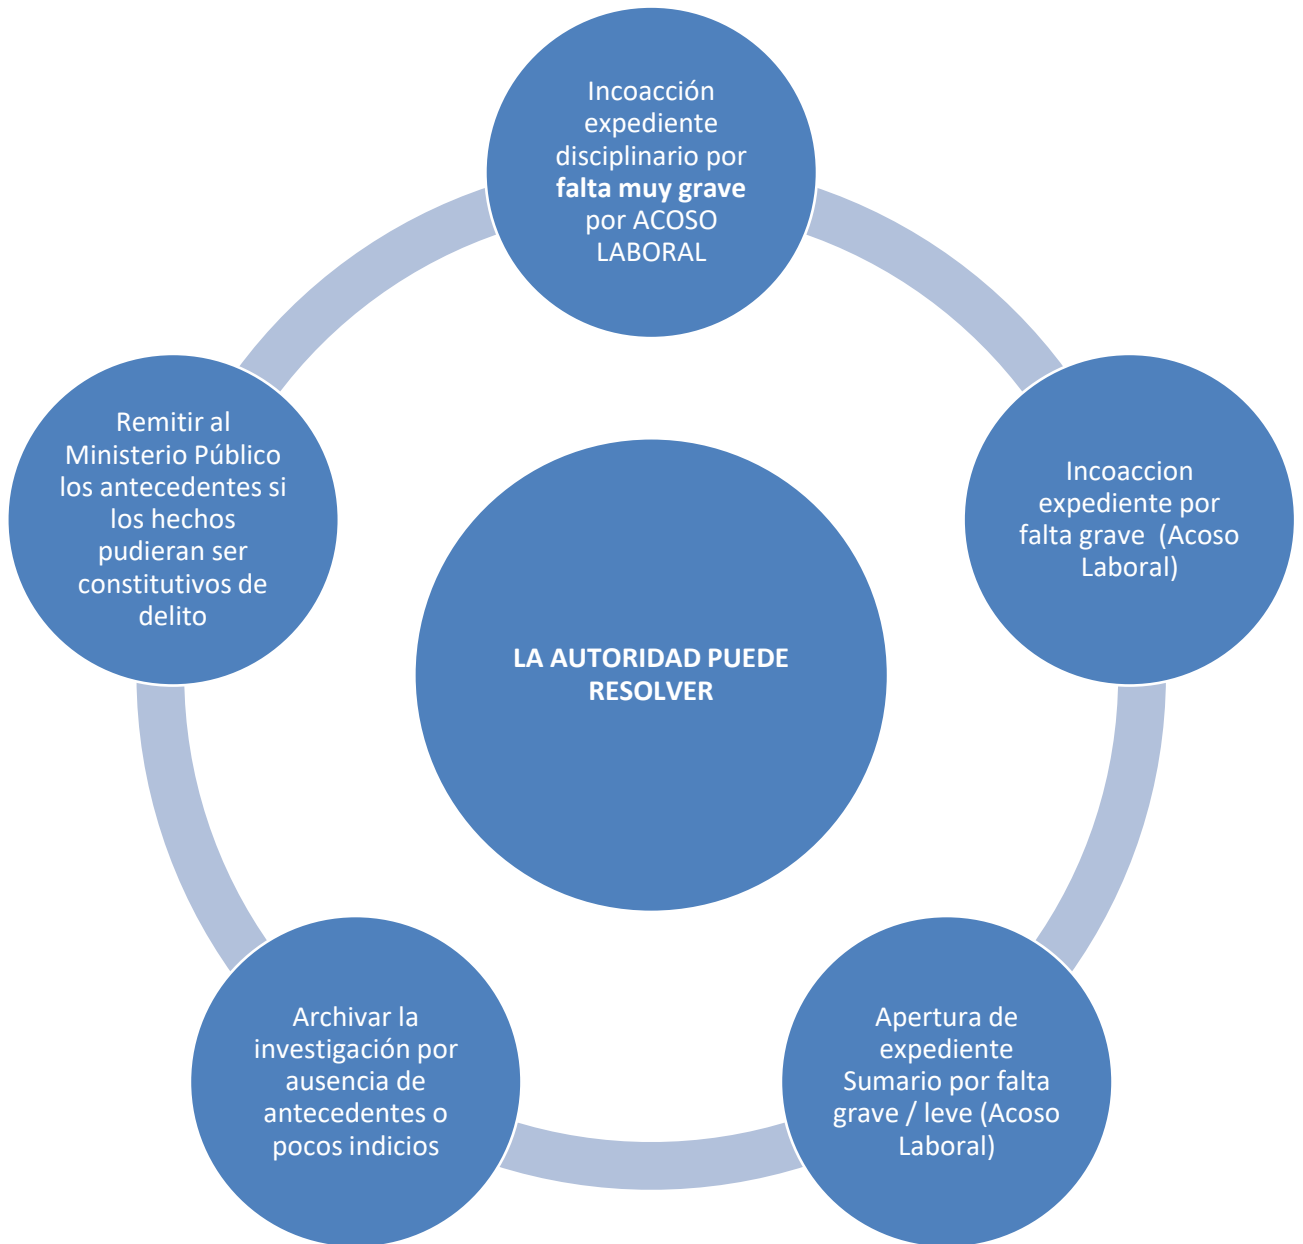 Incoacción
expediente
disciplinario por
falta muy grave
por ACOSO
LABORAL
Incoaccion
expediente por
falta grave (Acoso
Laboral)
Apertura de
expediente
Sumario por falta
grave / leve (Acoso
Laboral)
Archivar la
investigación por
ausencia de
antecedentes o
pocos indicios
Remitir al
Ministerio Público
los antecedentes si
los hechos
pudieran ser
constitutivos de
delito
LA AUTORIDAD PUEDE
RESOLVER